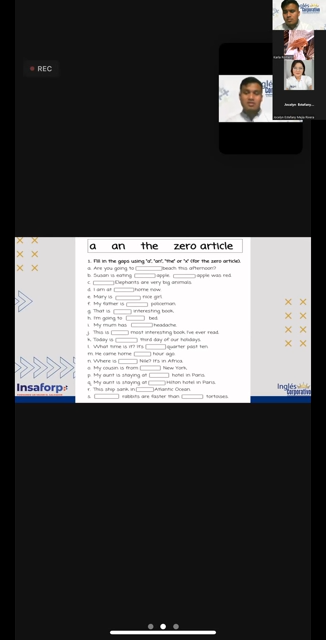 REC
a an the zero article
1. Fill in the gaps using "a", "an", "the" or "x" (for the zero article).
a. Are you going to beach this afternoon?
b. Susan is eating apple. apple was red.
c. Elephants are very big animals.
d. I am at home now.
e. Mary is nice girl.
f. My father is policeman.
g. That is interesting book.
h. I'm going to bed
i. My mum has headache.
j. This is most interesting book I've ever read.
k. Today is third day of our holidays.
l. What time is it? It's quarter past ten.
m. He came home hour ago.
n. Where is Nile? It's in Africa.
o. My cousin is from New York.
p. My aunt is staying at hotel in Paris.
q. My aunt is staying at Hilton hotel in Paris.
r. This ship sank in Atlantic Ocean.
s. rabbits are faster than tortoises.
Insaforp
Inglés
Corporativo